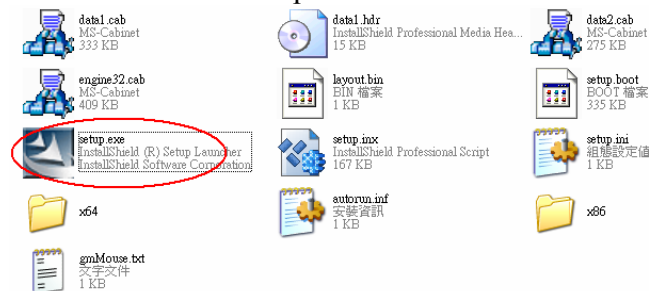 data1.cab
MS-Cabinet
333 KB
data1.hdr
InstallShield Professional Media Hea...
15 KB
data2.cab
MS-Cabinet
275 KB
engine32.cab
MS-Cabinet
409 KB
layout.bin
BIN 檔案
1 KB
setup.boot
BOOT 檔案
335 KB
setup.exe
InstallShield (R) Setup Launcher
InstallShield Software Corporation
setup.inx
InstallShield Professional Script
167 KB
setup.ini
組態設定值
1 KB
x64
autorun.inf
安裝資訊
1 KB
x86
gmMouse.txt
文字文件
1 KB